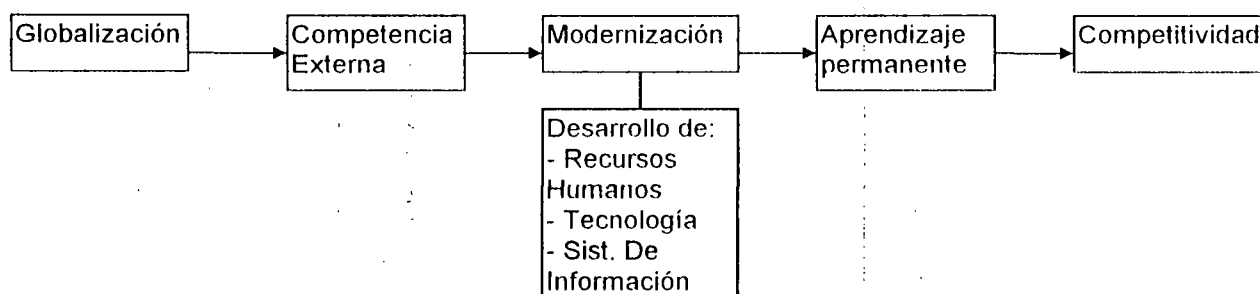 Globalización
Competencia
Externa
Modernización
Aprendizaje
permanente
Competitividad
Desarrollo de:
- Recursos
Humanos
- Tecnología
- Sist. De
Información